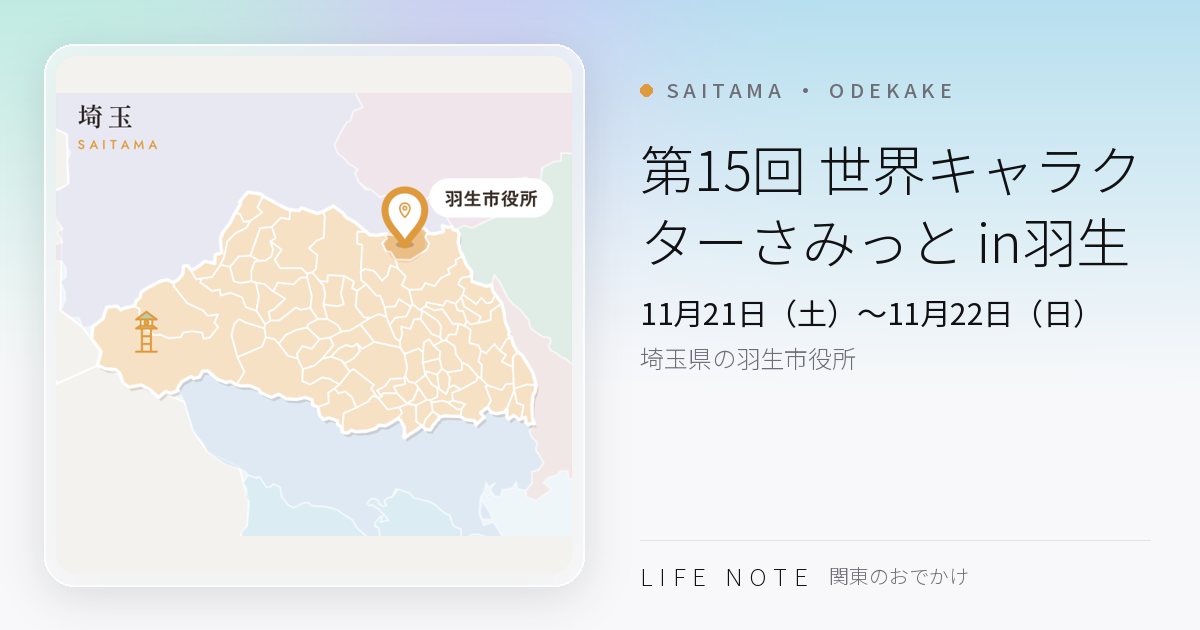 埼玉
SAITAMA
羽生市役所
SAITAMA・ODEKAKE
第15回 世界キャラク
ターさみっと in羽生
11月21日（土）〜11月22日（日）
埼玉県の羽生市役所
LIFE NOTE 関東のおでかけ